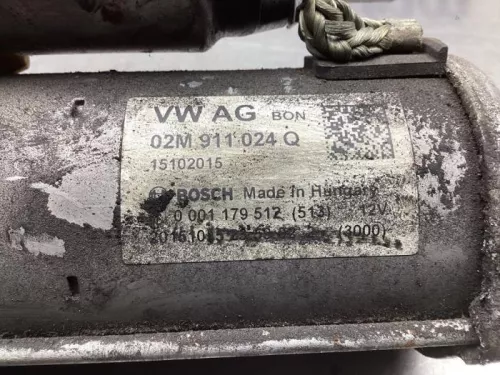 VW AG BON
02M 911 024 Q
15102015
BOSCH Made In Hungary
0 001 179 512 (513) 12V
(3000)